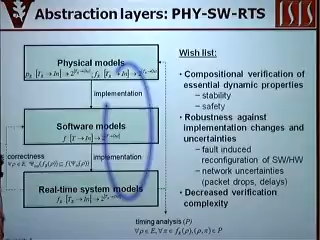 Abstraction layers: PHY-SW-RTS
ISIS
Physical models
implementation
Software models
correctness
implementation
Real-time system models
timing analysis (P)
Wish list:
• Compositional verification of
essential dynamic properties
− stability
− safety
• Robustness against
implementation changes and
uncertainties
− fault induced
reconfiguration of SW/HW
− network uncertainties
(packet drops, delays)
• Decreased verification
complexity